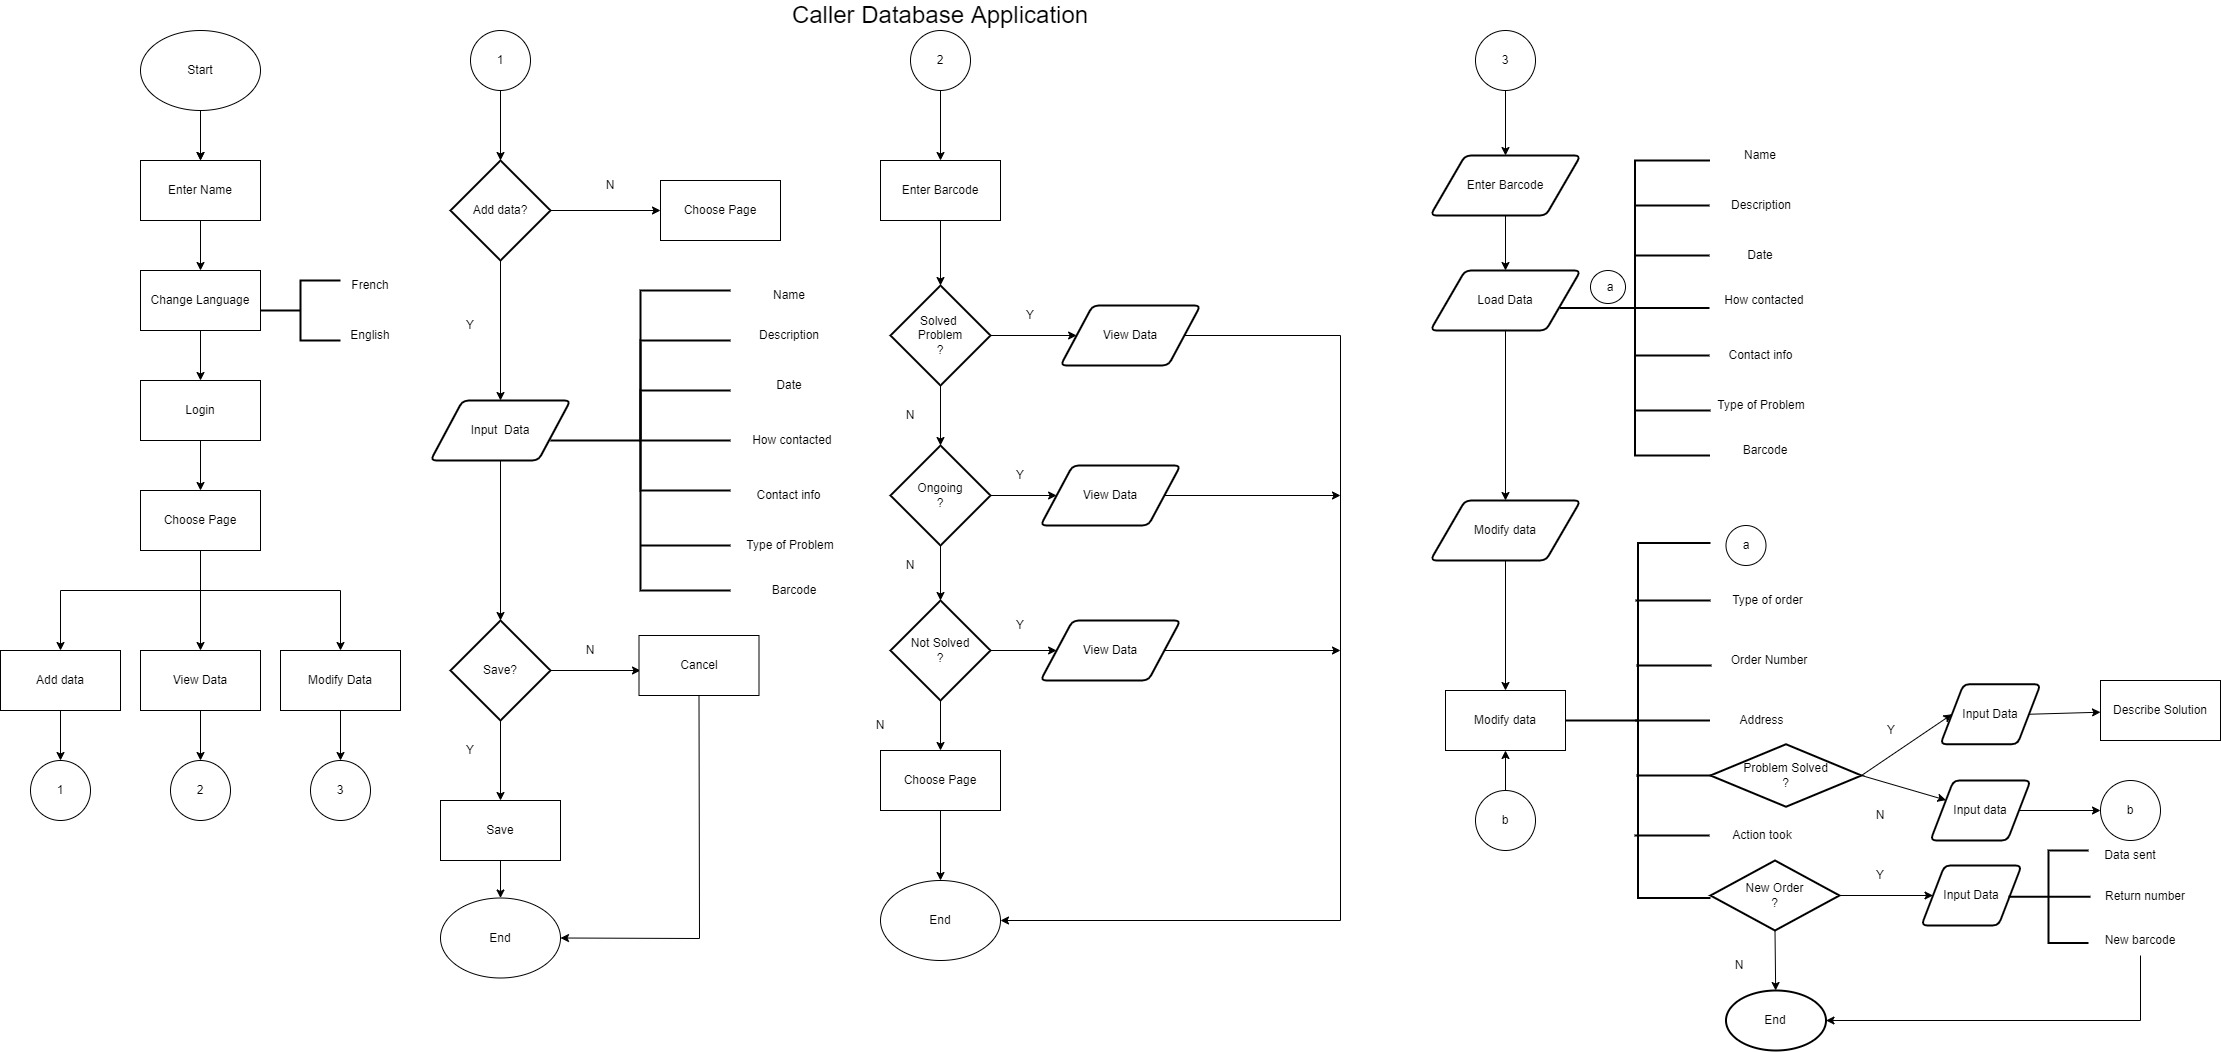 Caller Database Application
Start
Enter Name
Change Language
French
English
Login
Choose Page
Add data
View Data
Modify Data
1
2
3
1
Add data?
N
Choose Page
Y
Input  Data
Name
Description
Date
How contacted
Contact info
Type of Problem
Barcode
Save?
N
Cancel
Y
Save
End
2
Enter Barcode
Solved
Problem
?
Y
View Data
N
Ongoing
?
Y
View Data
N
Not Solved
?
Y
View Data
N
Choose Page
End
3
Enter Barcode
Load Data
a
Name
Description
Date
How contacted
Contact info
Type of Problem
Barcode
Modify data
Modify data
b
a
Type of order
Order Number
Address
Problem Solved
?
Y
Input Data
Describe Solution
N
Input data
b
Action took
New Order
?
Y
Input Data
Data sent
Return number
New barcode
N
End